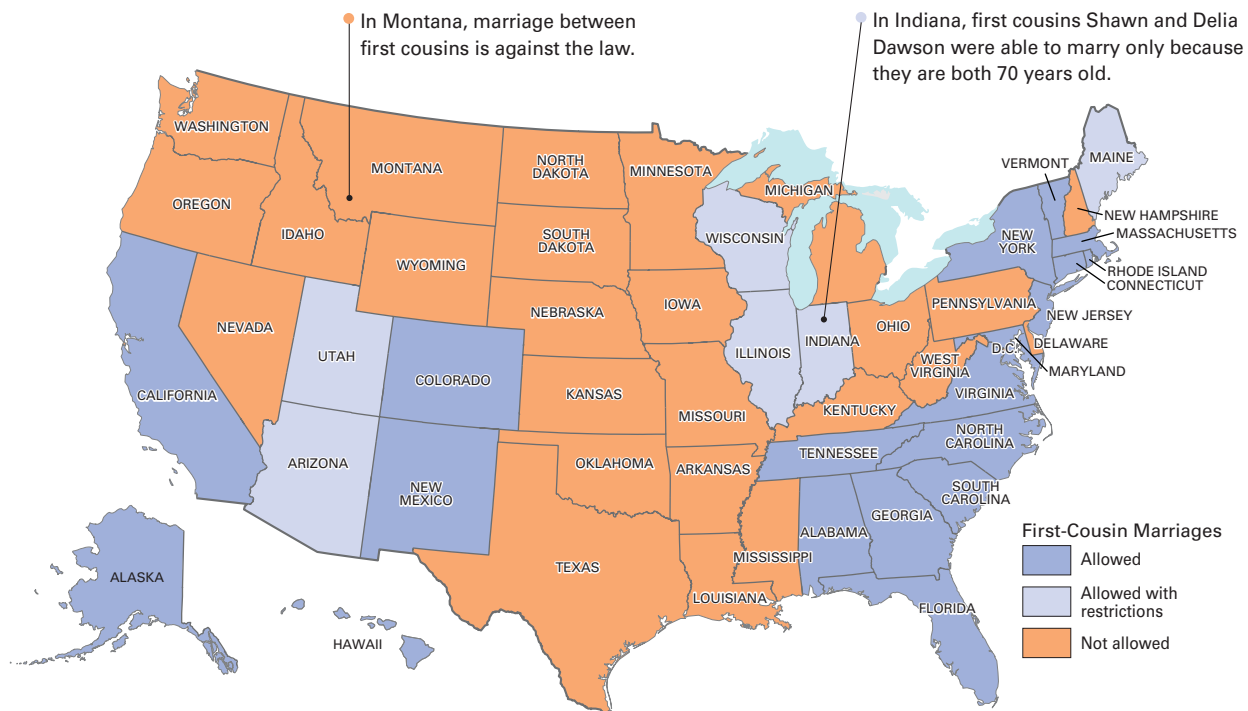 In Montana, marriage between
first cousins is against the law.
In Indiana, first cousins Shawn and Delia
Dawson were able to marry only because
they are both 70 years old.
WASHINGTON
MONTANA
NORTH
DAKOTA
MINNESOTA
MICHIGAN
VERMONT
MAINE
OREGON
IDAHO
SOUTH
DAKOTA
WISCONSIN
NEW
YORK
NEW HAMPSHIRE
MASSACHUSETTS
WYOMING
RHODE ISLAND
CONNECTICUT
NEBRASKA
IOWA
PENNSYLVANIA
NEW JERSEY
NEVADA
UTAH
ILLINOIS
INDIANA
OHIO
D.C.
DELAWARE
MARYLAND
WEST
VIRGINIA
CALIFORNIA
COLORADO
KANSAS
MISSOURI
KENTUCKY
VIRGINIA
ARIZONA
NEW
MEXICO
OKLAHOMA
ARKANSAS
TENNESSEE
NORTH
CAROLINA
SOUTH
CAROLINA
ALABAMA
GEORGIA
MISSISSIPPI
TEXAS
LOUISIANA
FLORIDA
ALASKA
HAWAII
First-Cousin Marriages
Allowed
Allowed with
restrictions
Not allowed